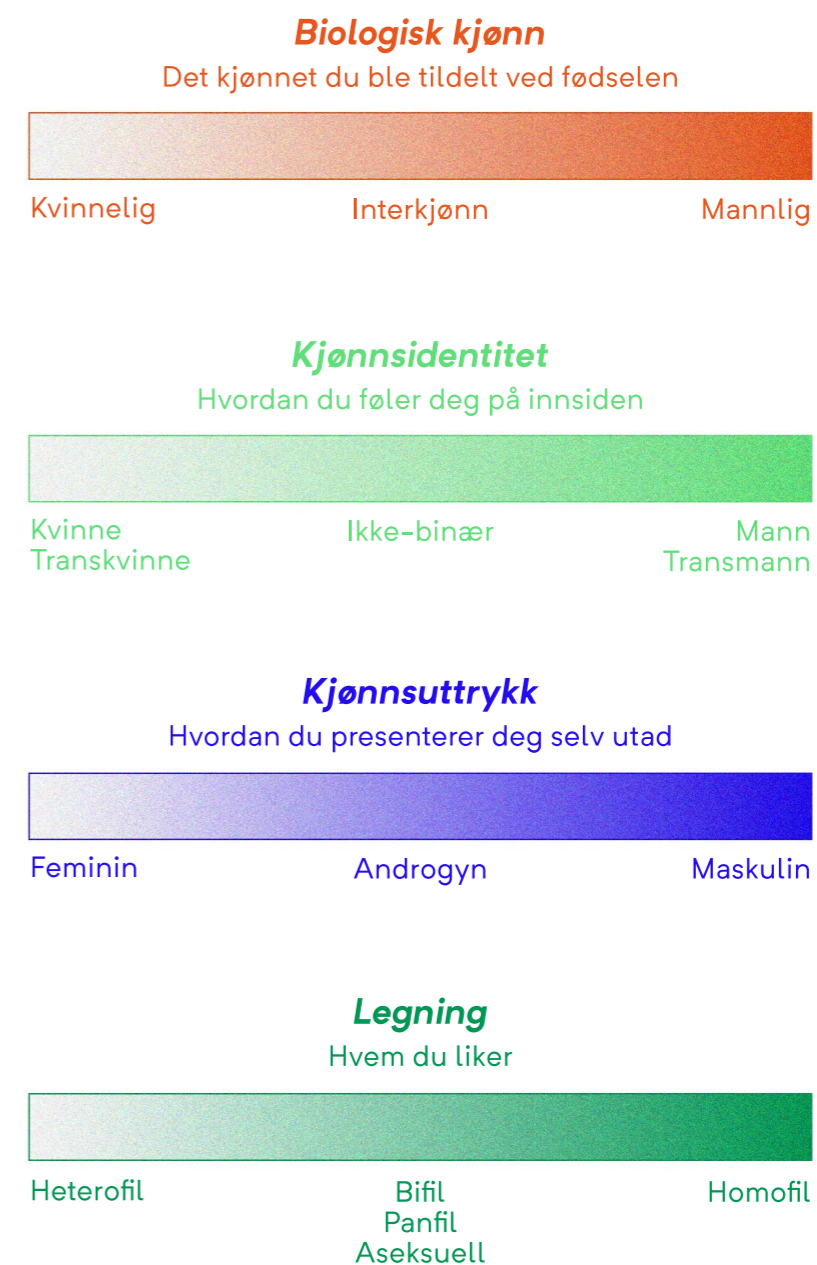 Biologisk kjønn
Det kjønnet du ble tildelt ved fødselen
Kvinnelig Interkjønn Mannlig
Kjønnsidentitet
Hvordan du føler deg på innsiden
Kvinne Ikke-binær Mann
Transkvinne Transmann
Kjønnsuttrykk
Hvordan du presenterer deg selv utad
Feminin Androgyn Maskulin
Legning
Hvem du liker
Heterofil Bifil Homofil
Panfil
Aseksuell